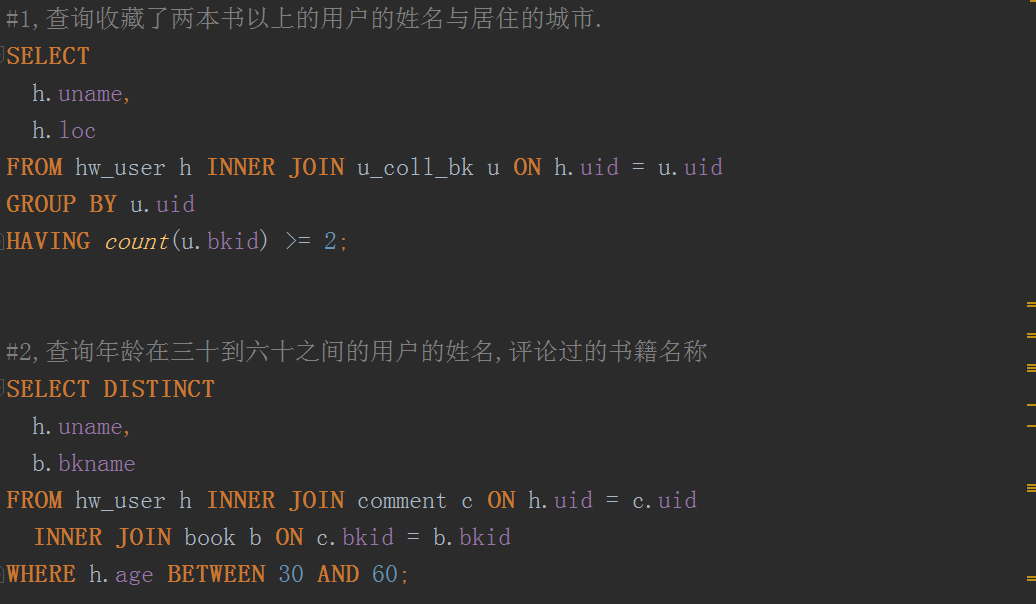 #1,查询收藏了两本书以上的用户的姓名与居住的城市.
SELECT
h.uname,
h.loc
FROM hw_user h INNER JOIN u_coll_bk u ON h.uid = u.uid
GROUP BY u.uid
HAVING count(u.bkid) >= 2;
#2,查询年龄在三十到六十之间的用户的姓名,评论过的书籍名称
SELECT DISTINCT
h.uname,
b.bkname
FROM hw_user h INNER JOIN comment c ON h.uid = c.uid
INNER JOIN book b ON c.bkid = b.bkid
WHERE h.age BETWEEN 30 AND 60;